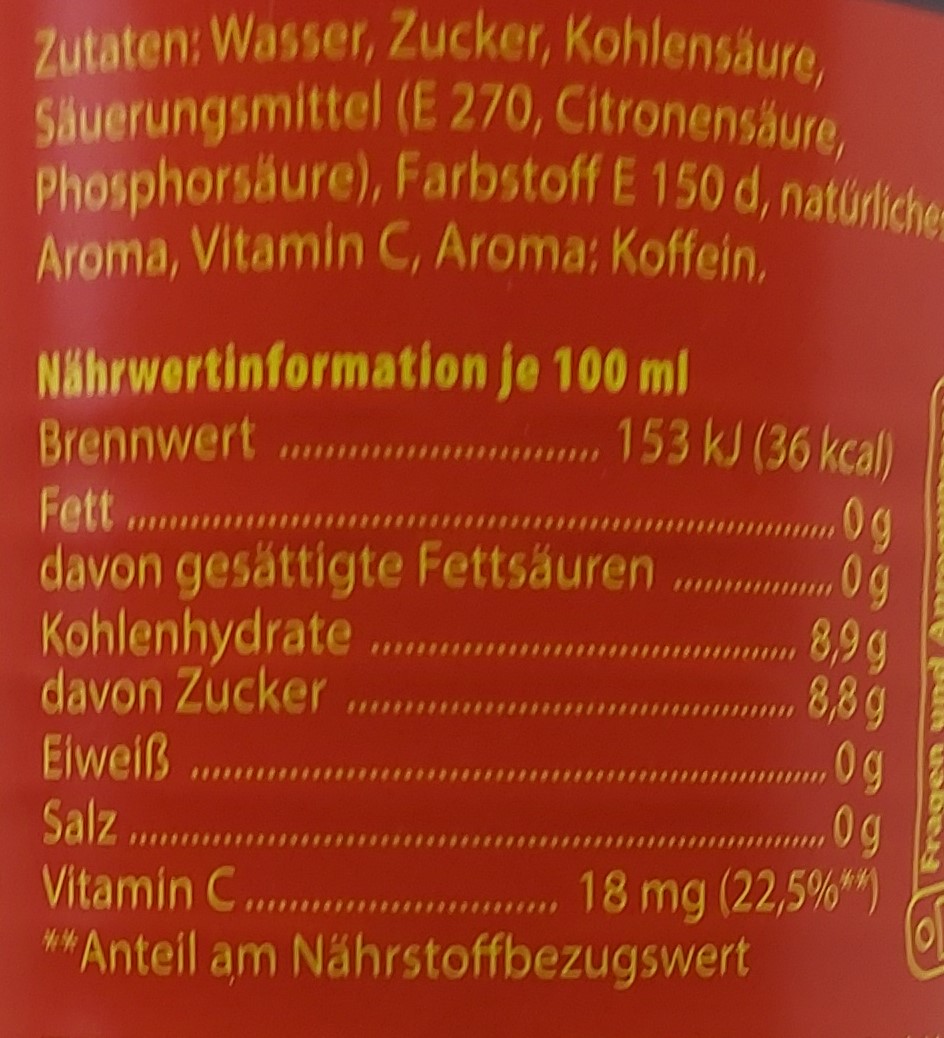 Zutaten: Wasser, Zucker, Kohlensäure,
Säuerungsmittel (E 270, Citronensäure,
Phosphorsäure), Farbstoff E 150 d, natürliches
Aroma, Vitamin C, Aroma: Koffein.
Nährwertinformation je 100 ml
Brennwert ............................ 153 kJ (36 kcal)
Fett ............................................................ 0 g
davon gesättigte Fettsäuren .............. 0 g
Kohlenhydrate ..................................... 8,9 g
davon Zucker ....................................... 8,8 g
Eiweiß ....................................................... 0 g
Salz ............................................................ 0 g
Vitamin C ........................... 18 mg (22,5%**)
**Anteil am Nährstoffbezugswert
Fragen und